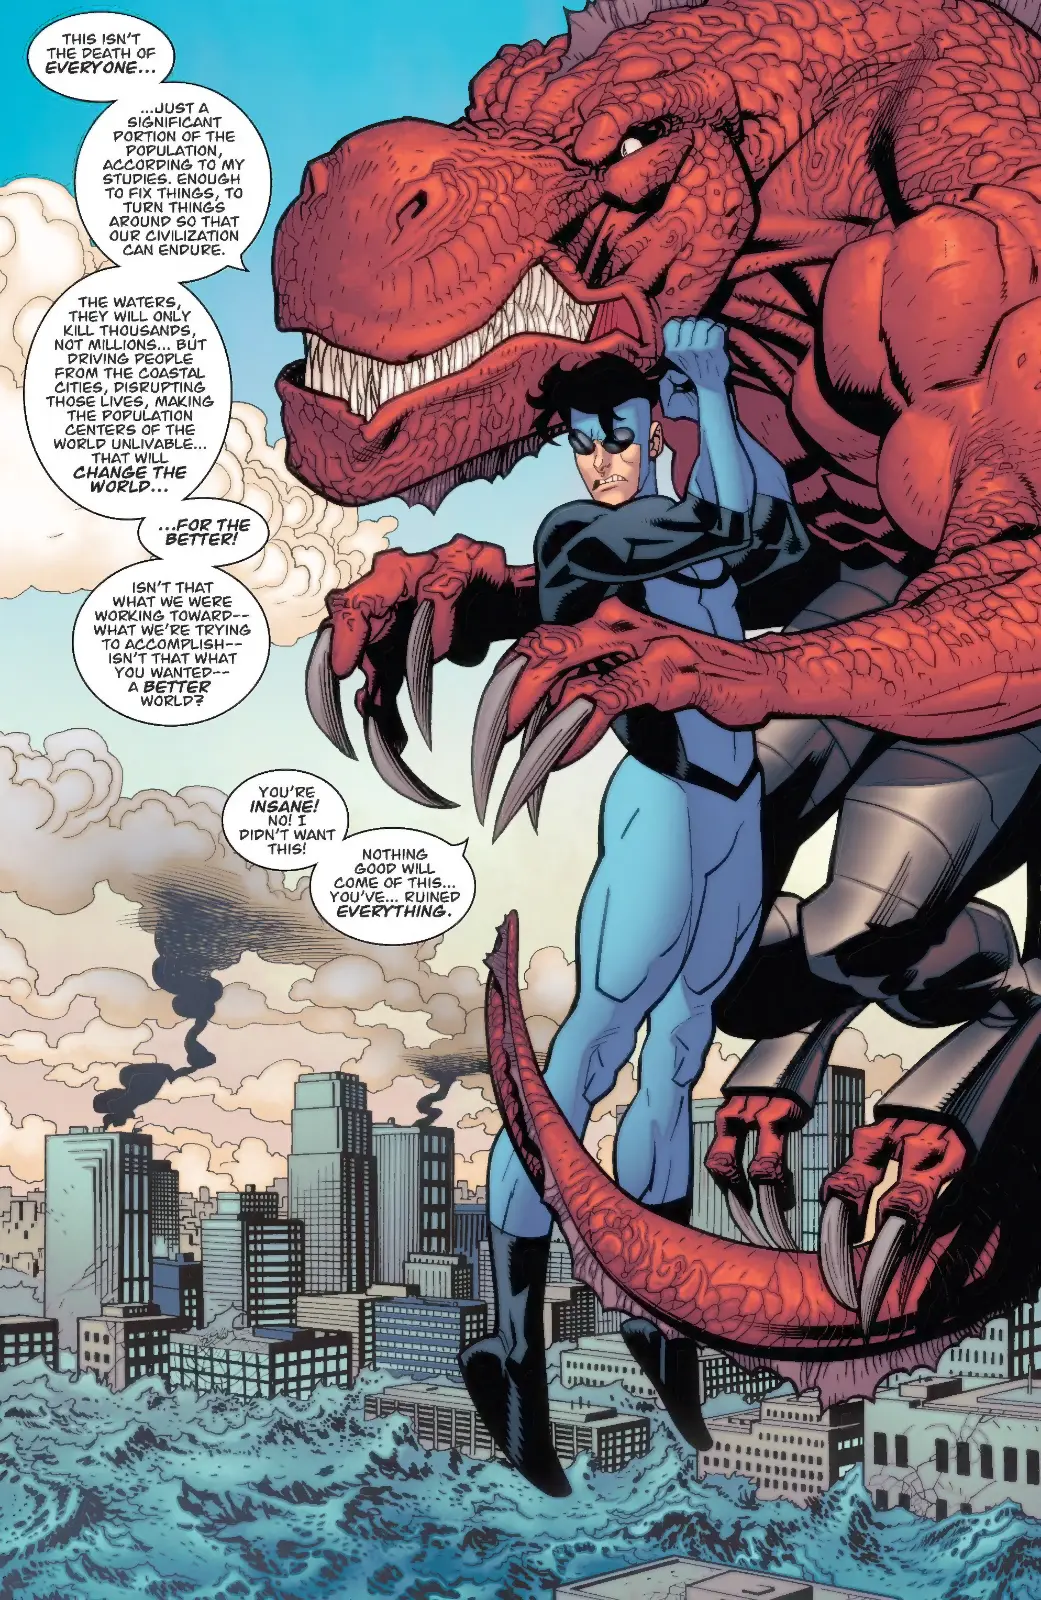 THIS ISN'T
THE DEATH OF
EVERYONE...
...JUST A
SIGNIFICANT
PORTION OF THE
POPULATION,
ACCORDING TO MY
STUDIES. ENOUGH
TO FIX THINGS, TO
TURN THINGS
AROUND SO THAT
OUR CIVILIZATION
CAN ENDURE.
THE WATERS,
THEY WILL ONLY
KILL THOUSANDS,
NOT MILLIONS... BUT
DRIVING PEOPLE
FROM THE COASTAL
CITIES, DISRUPTING
THOSE LIVES, MAKING
THE POPULATION
CENTERS OF THE
WORLD UNLIVABLE...
THAT WILL
CHANGE THE
WORLD...
...FOR THE
BETTER!
ISN'T THAT
WHAT WE WERE
WORKING TOWARD--
WHAT WE'RE TRYING
TO ACCOMPLISH--
ISN'T THAT WHAT
YOU WANTED--
A BETTER
WORLD?
YOU'RE
INSANE!
NO! I
DIDN'T WANT
THIS!
NOTHING
GOOD WILL
COME OF THIS...
YOU'VE... RUINED
EVERYTHING.